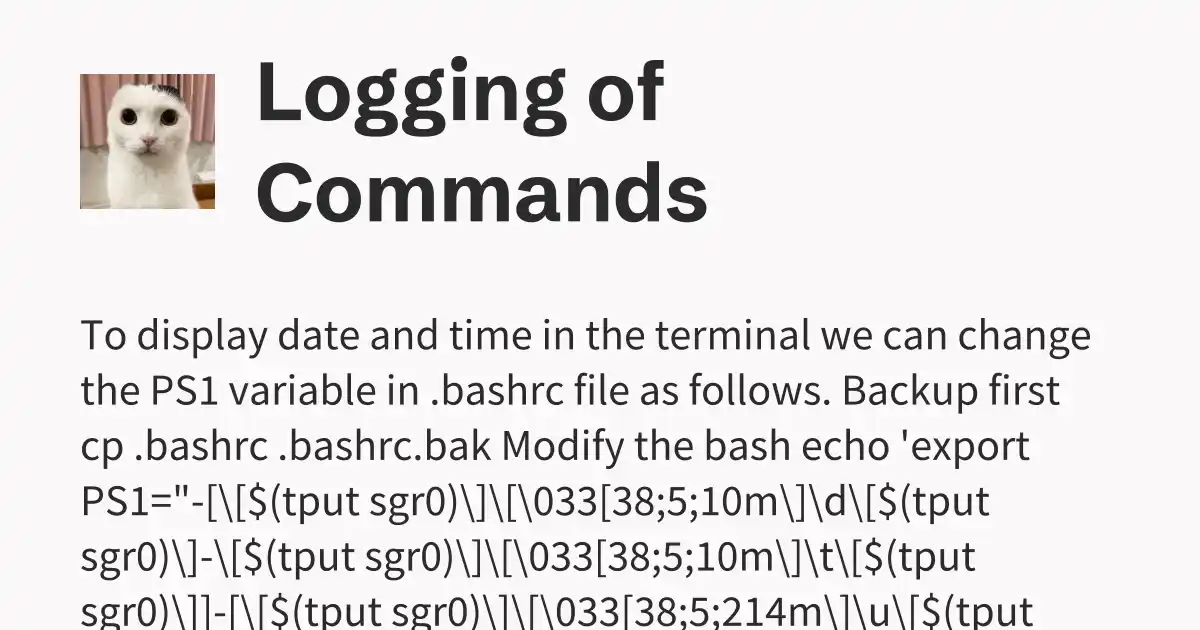 Logging of
Commands
To display date and time in the terminal we can change
the PS1 variable in .bashrc file as follows. Backup first
cp .bashrc .bashrc.bak Modify the bash echo 'export
PS1="-[\[$(tput sgr0)\]\[\033[38;5;10m\]\d\[$(tput
sgr0)\]-\[$(tput sgr0)\]\[\033[38;5;10m\]\t\[$(tput
sgr0)\]]-[\[$(tput sgr0)\]\[\033[38;5;214m\]\u\[$(tput